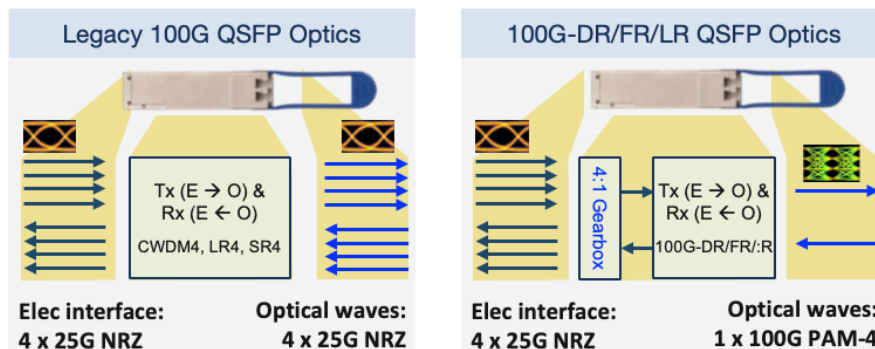 Legacy 100G QSFP Optics
Tx (E → O) &
Rx (E ← O)
CWDM4, LR4, SR4
Elec interface:
4 x 25G NRZ
Optical waves:
4 x 25G NRZ
100G-DR/FR/LR QSFP Optics
4:1 Gearbox
Tx (E → O) &
Rx (E ← O)
100G-DR/FR/:R
Elec interface:
4 x 25G NRZ
Optical waves:
1 x 100G PAM-4